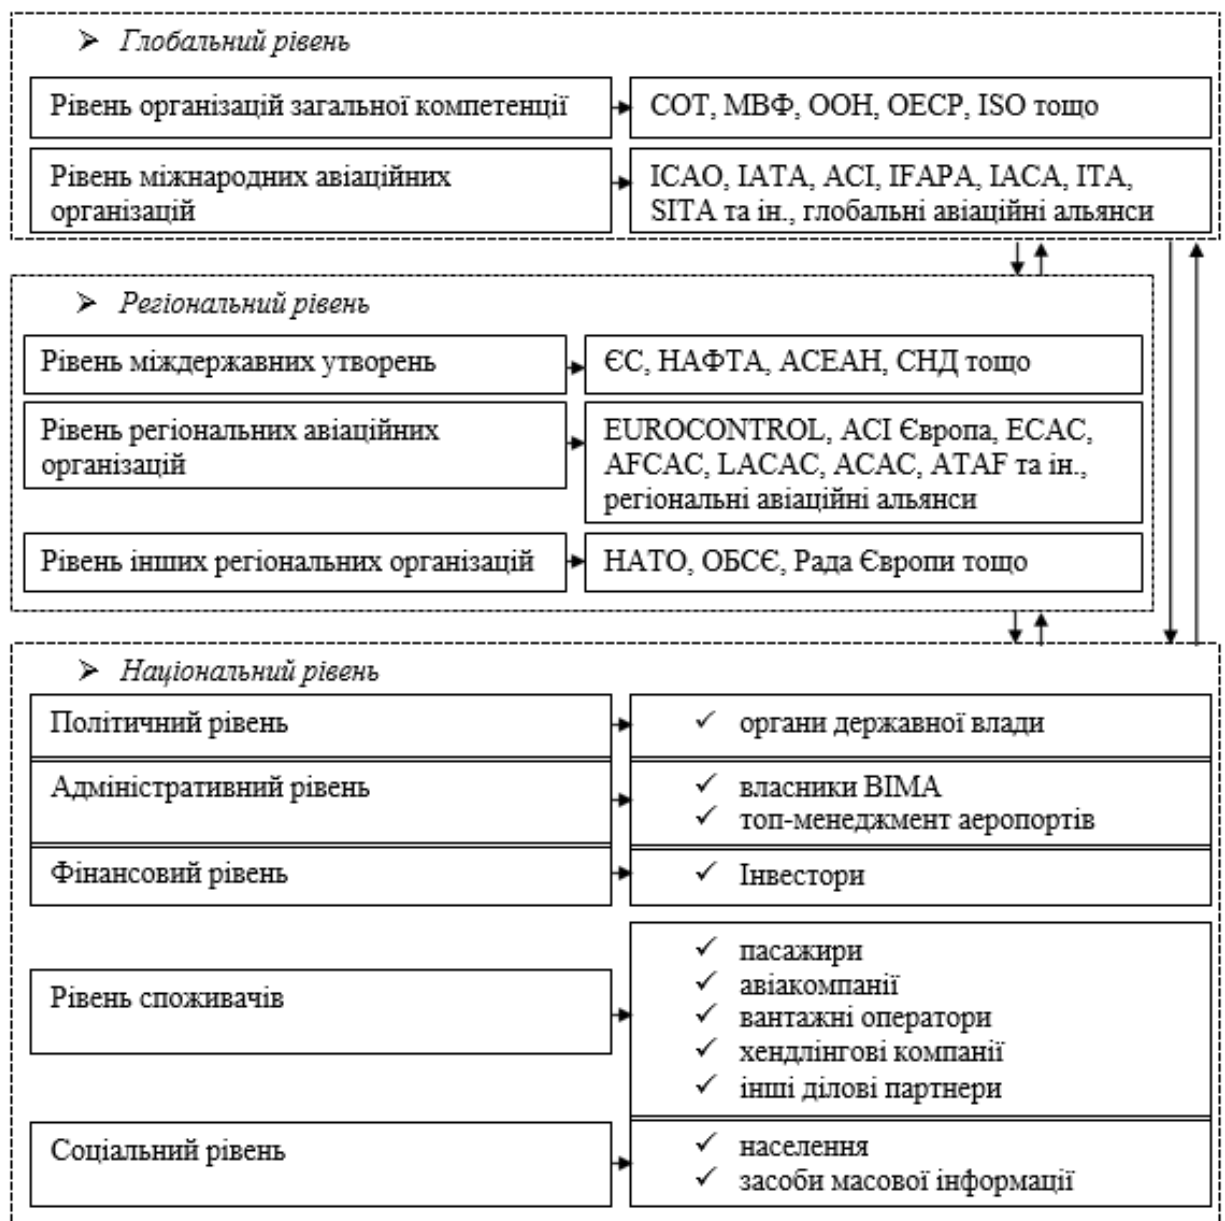 ➢ Глобальний рівень
Рівень організацій загальної компетенції
СОТ, МВФ, ООН, ОЕСР, ISO тощо
Рівень міжнародних авіаційних
організацій
ICAO, IATA, ACI, IFAPA, IACA, ITA,
SITA та ін., глобальні авіаційні альянси
➢ Регіональний рівень
Рівень міждержавних утворень
ЄС, НАФТА, АСЕАН, СНД тощо
Рівень регіональних авіаційних
організацій
EUROCONTROL, ACI Європа, ECAC,
AFCAC, LACAC, ACAC, ATAF та ін.,
регіональні авіаційні альянси
Рівень інших регіональних організацій
НАТО, ОБСЄ, Рада Європи тощо
➢ Національний рівень
Політичний рівень
✓ органи державної влади
Адміністративний рівень
✓ власники ВІМА
✓ топ-менеджмент аеропортів
Фінансовий рівень
✓ Інвестори
Рівень споживачів
✓ пасажири
✓ авіакомпанії
✓ вантажні оператори
✓ хендлінгові компанії
✓ інші ділові партнери
Соціальний рівень
✓ населення
✓ засоби масової інформації